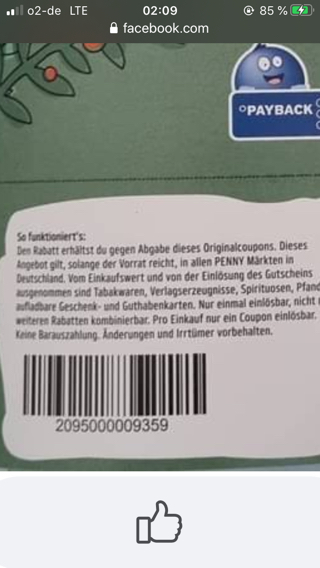 o2-de LTE 02:09 85 %
facebook.com
PAYBACK
So funktioniert's:
Den Rabatt erhältst du gegen Abgabe dieses Originalcoupons. Dieses
Angebot gilt, solange der Vorrat reicht, in allen PENNY Märkten in
Deutschland. Vom Einkaufswert und von der Einlösung des Gutscheins
ausgenommen sind Tabakwaren, Verlagserzeugnisse, Spirituosen, Pfand
aufladbare Geschenk- und Guthabenkarten. Nur einmal einlösbar, nicht
weiteren Rabatten kombinierbar. Pro Einkauf nur ein Coupon einlösbar.
Keine Barauszahlung. Änderungen und Irrtümer vorbehalten.
2095000009359